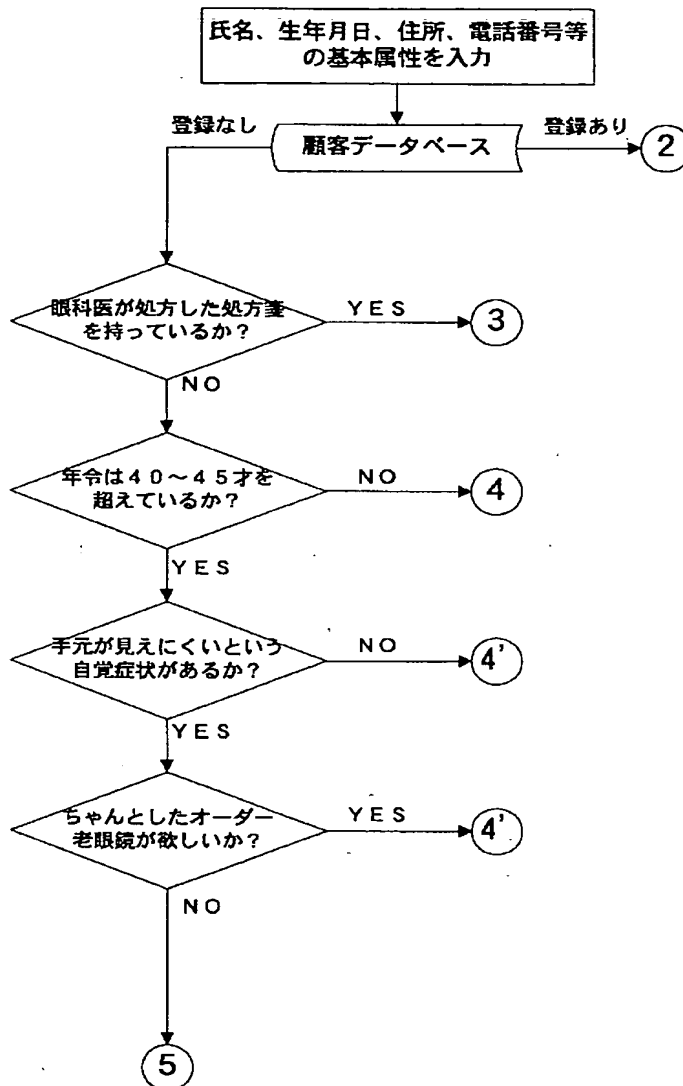 氏名、生年月日、住所、電話番号等
の基本属性を入力
登録なし
顧客データベース
登録あり
2
眼科医が処方した処方箋
を持っているか？
YES
3
NO
年令は40～45才を
超えているか？
NO
4
YES
手元が見えにくいという
自覚症状があるか？
NO
4'
YES
ちゃんとしたオーダー
老眼鏡が欲しいか？
YES
4'
NO
5